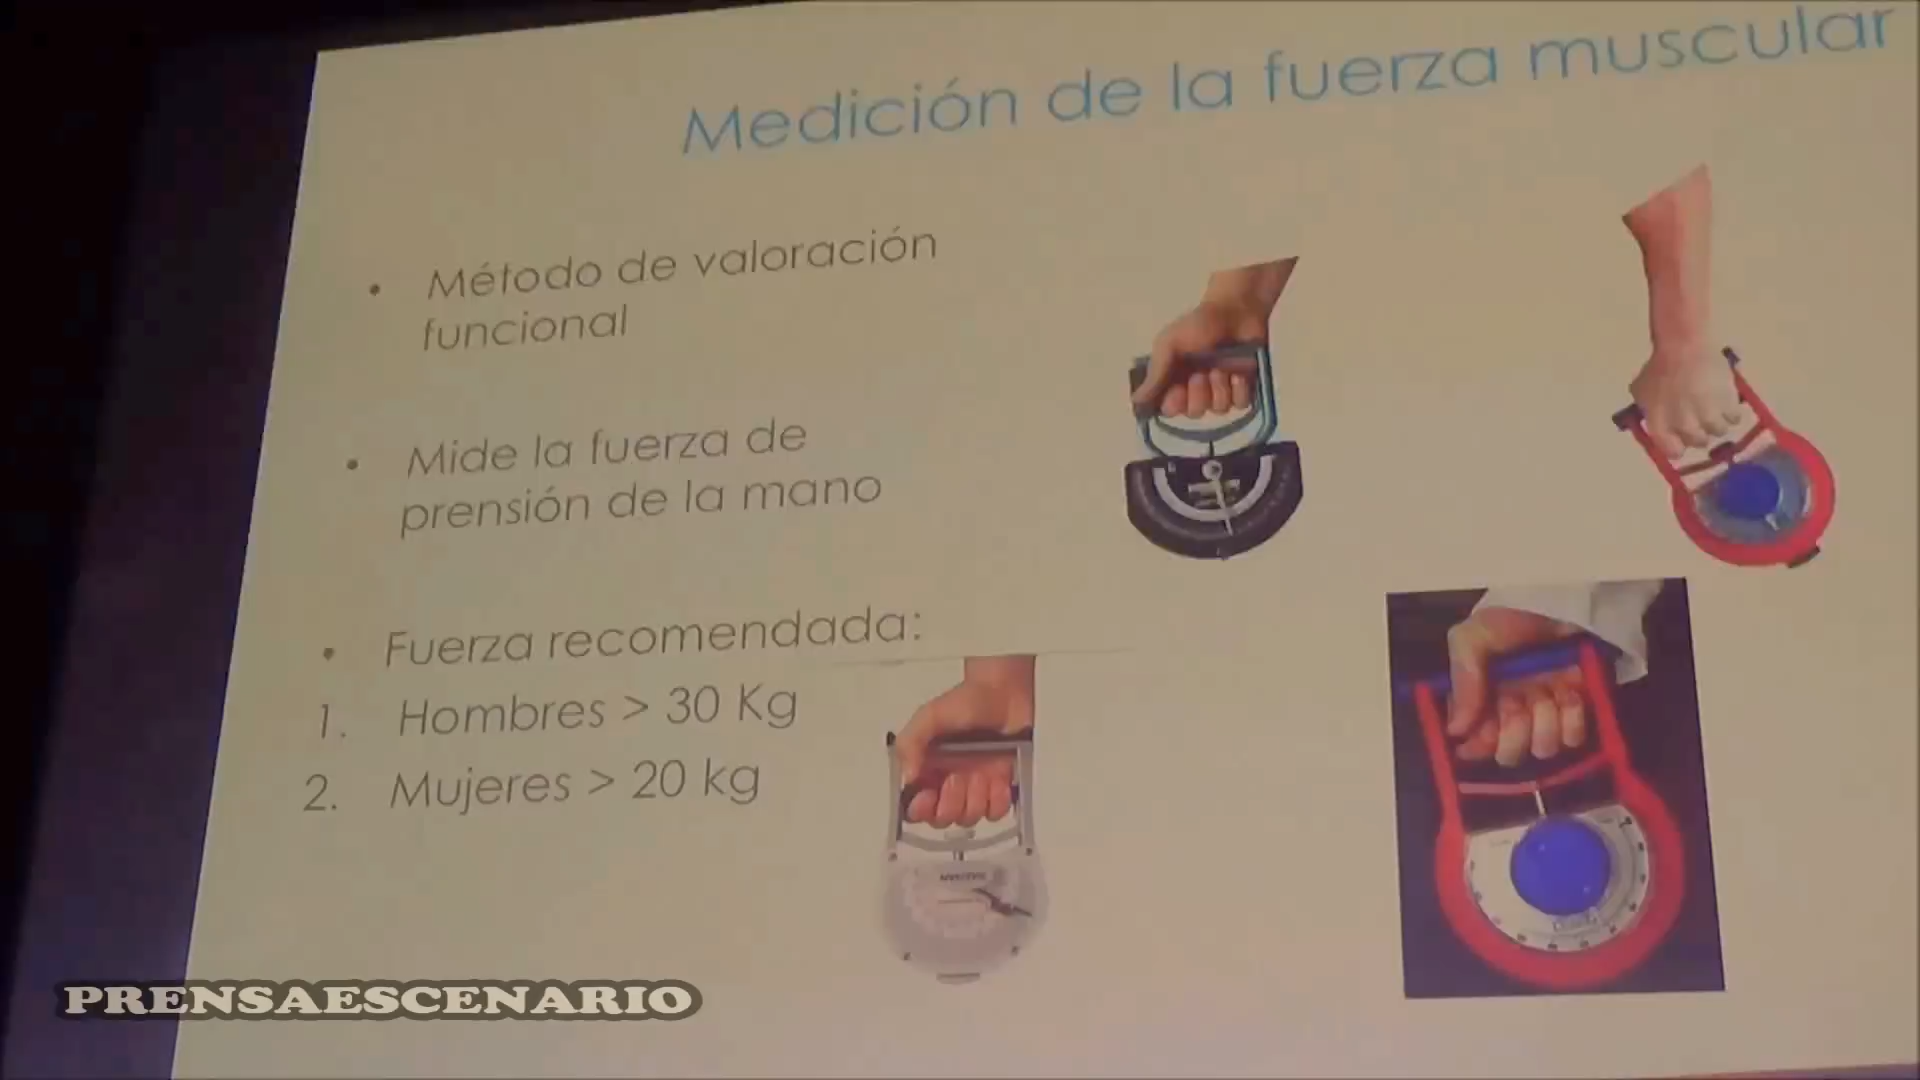 Medición de la fuerza muscular
• Método de valoración
funcional
• Mide la fuerza de
prensión de la mano
• Fuerza recomendada:
1. Hombres > 30 Kg
2. Mujeres > 20 kg
PRENSAESCENARIO